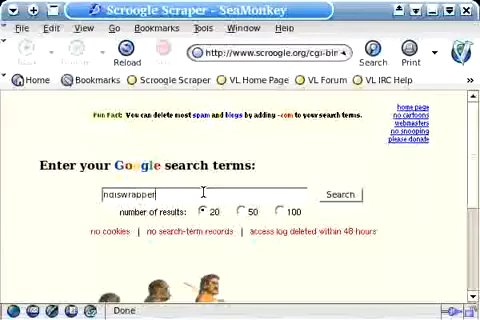 Scroogle Scraper - SeaMonkey
File Edit View Go Bookmarks Tools Window Help
Back Forward Reload Stop http://www.scroogle.org/cgi-bin Search Print
Home Bookmarks Scroogle Scraper VL Home Page VL Forum VL IRC Help
Fun Fact: You can delete most spam and blogs by adding -com to your search terms.
home page
no cartoons
webmasters
no snooping
please donate
Enter your Google search terms:
ndiswrapper
Search
number of results: 20 50 100
no cookies | no search-term records | access log deleted within 48 hours
Done